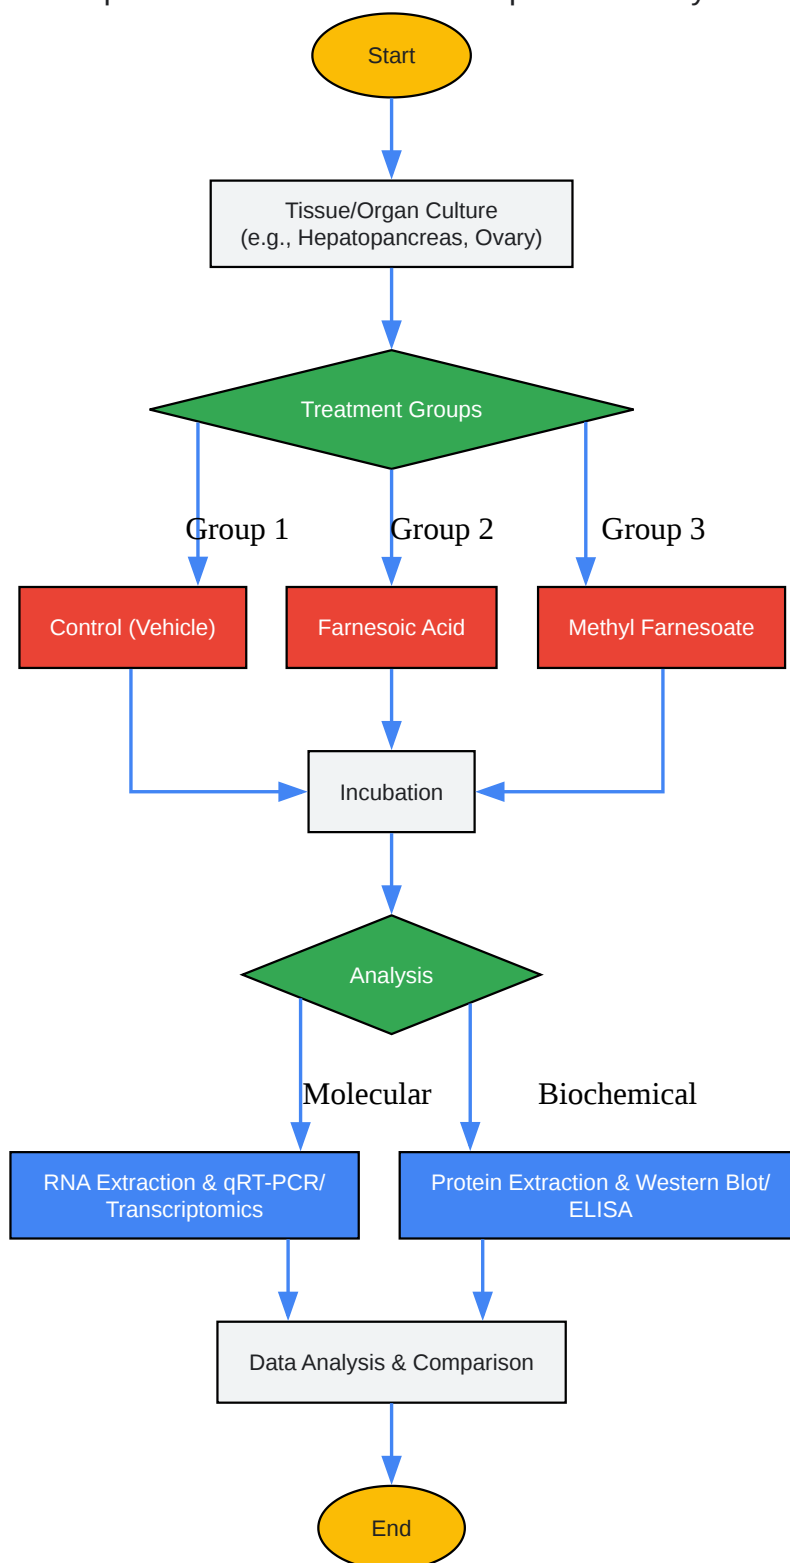 Start
Tissue/Organ Culture
(e.g., Hepatopancreas, Ovary)
Treatment Groups
Group 1
Group 2
Group 3
Control (Vehicle)
Farnesoic Acid
Methyl Farnesoate
Incubation
Analysis
Molecular
Biochemical
RNA Extraction & qRT-PCR/
Transcriptomics
Protein Extraction & Western Blot/
ELISA
Data Analysis & Comparison
End